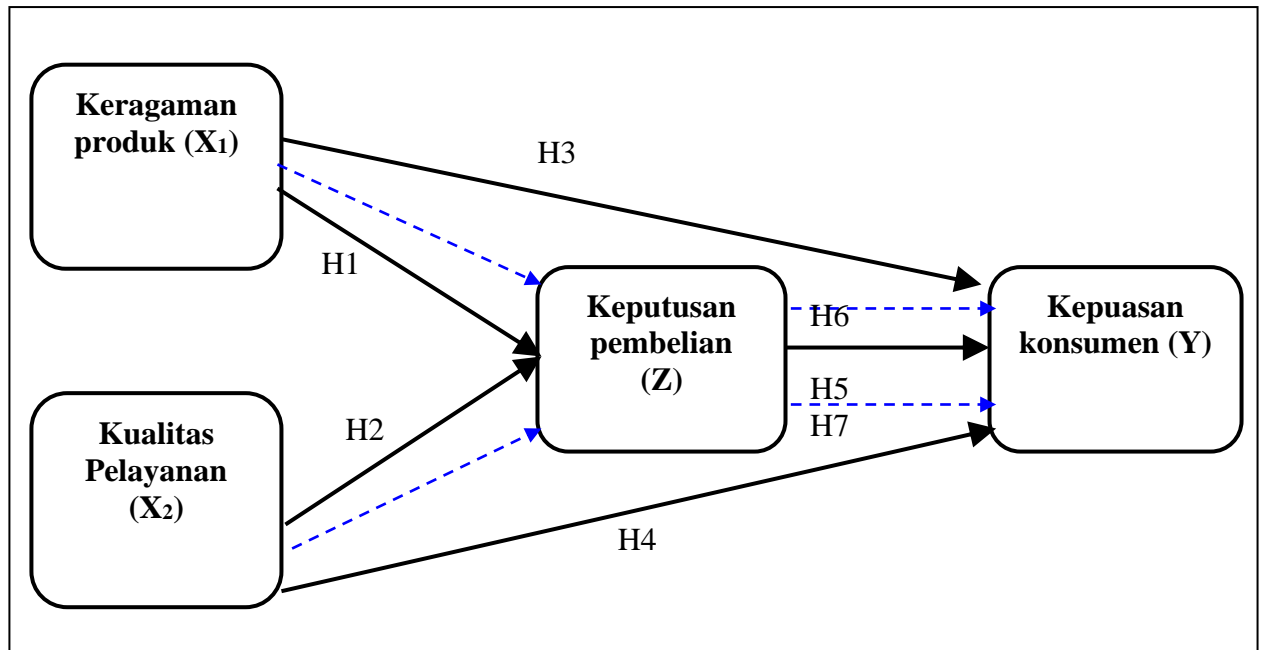 Keragaman
produk (X₁)
H3
H1
Keputusan
pembelian
(Z)
H6
H5
H7
Kepuasan
konsumen (Y)
Kualitas
Pelayanan
(X₂)
H2
H4